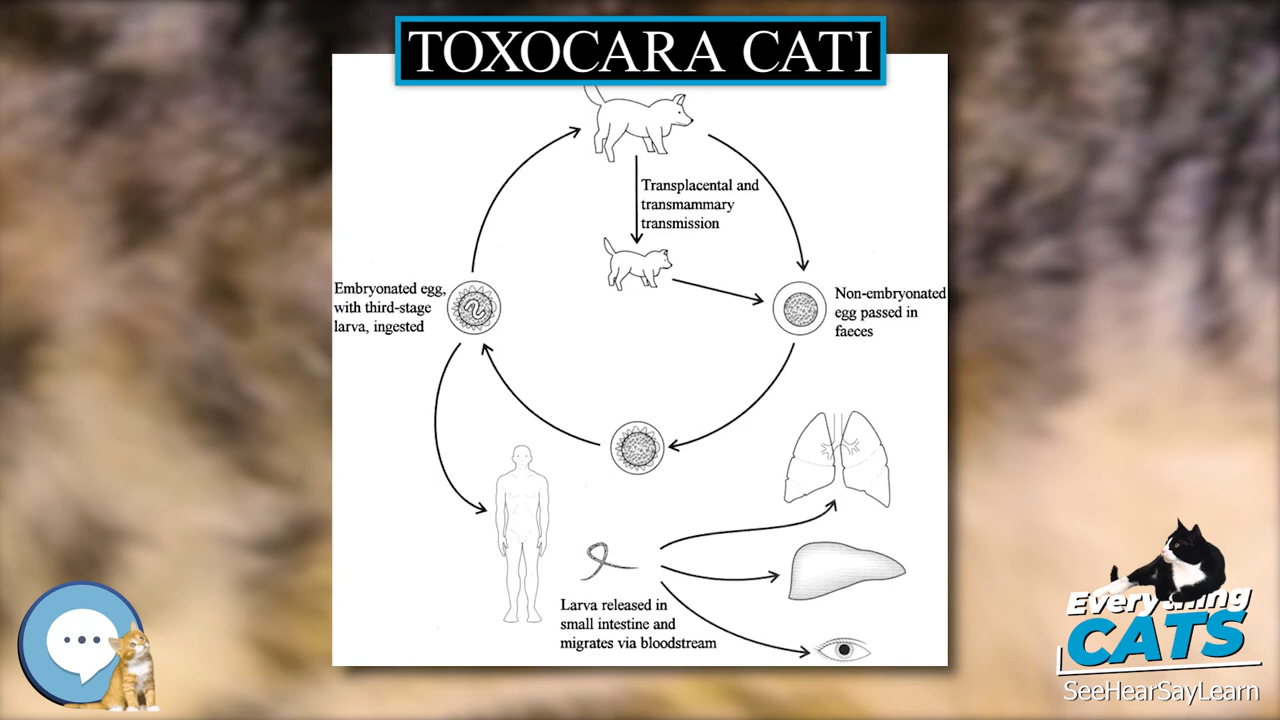 TOXOCARA CATI
Transplacental and
transmammary
transmission
Embryonated egg,
with third-stage
larva, ingested
Non-embryonated
egg passed in
faeces
Larva released in
small intestine and
migrates via bloodstream
Everything
CATS
SeeHearSayLearn